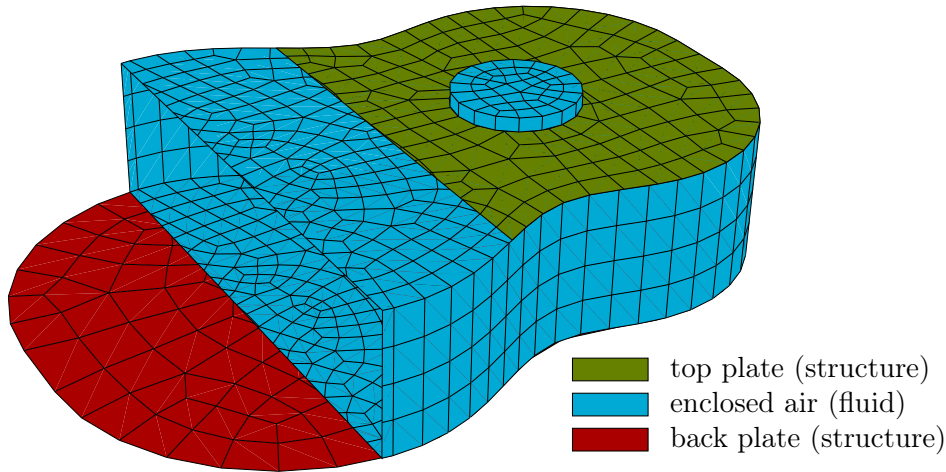 top plate (structure)
enclosed air (fluid)
back plate (structure)